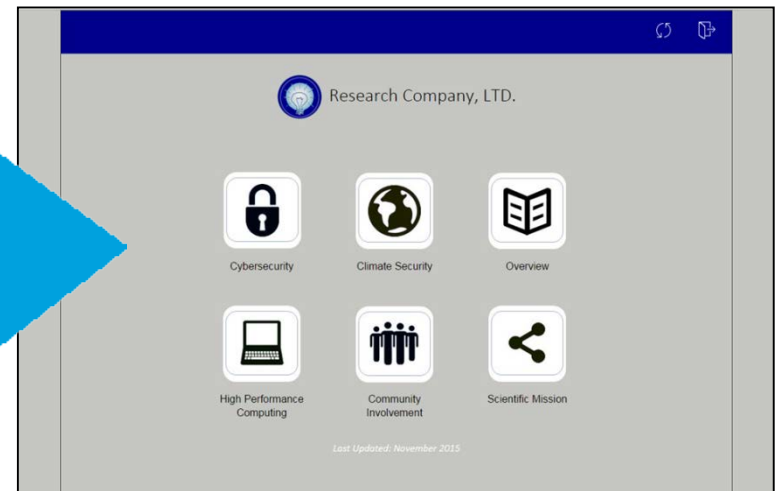 Research Company, LTD.
Cybersecurity
Climate Security
Overview
High Performance
Computing
Community
Involvement
Scientific Mission
Last Updated: November 2015